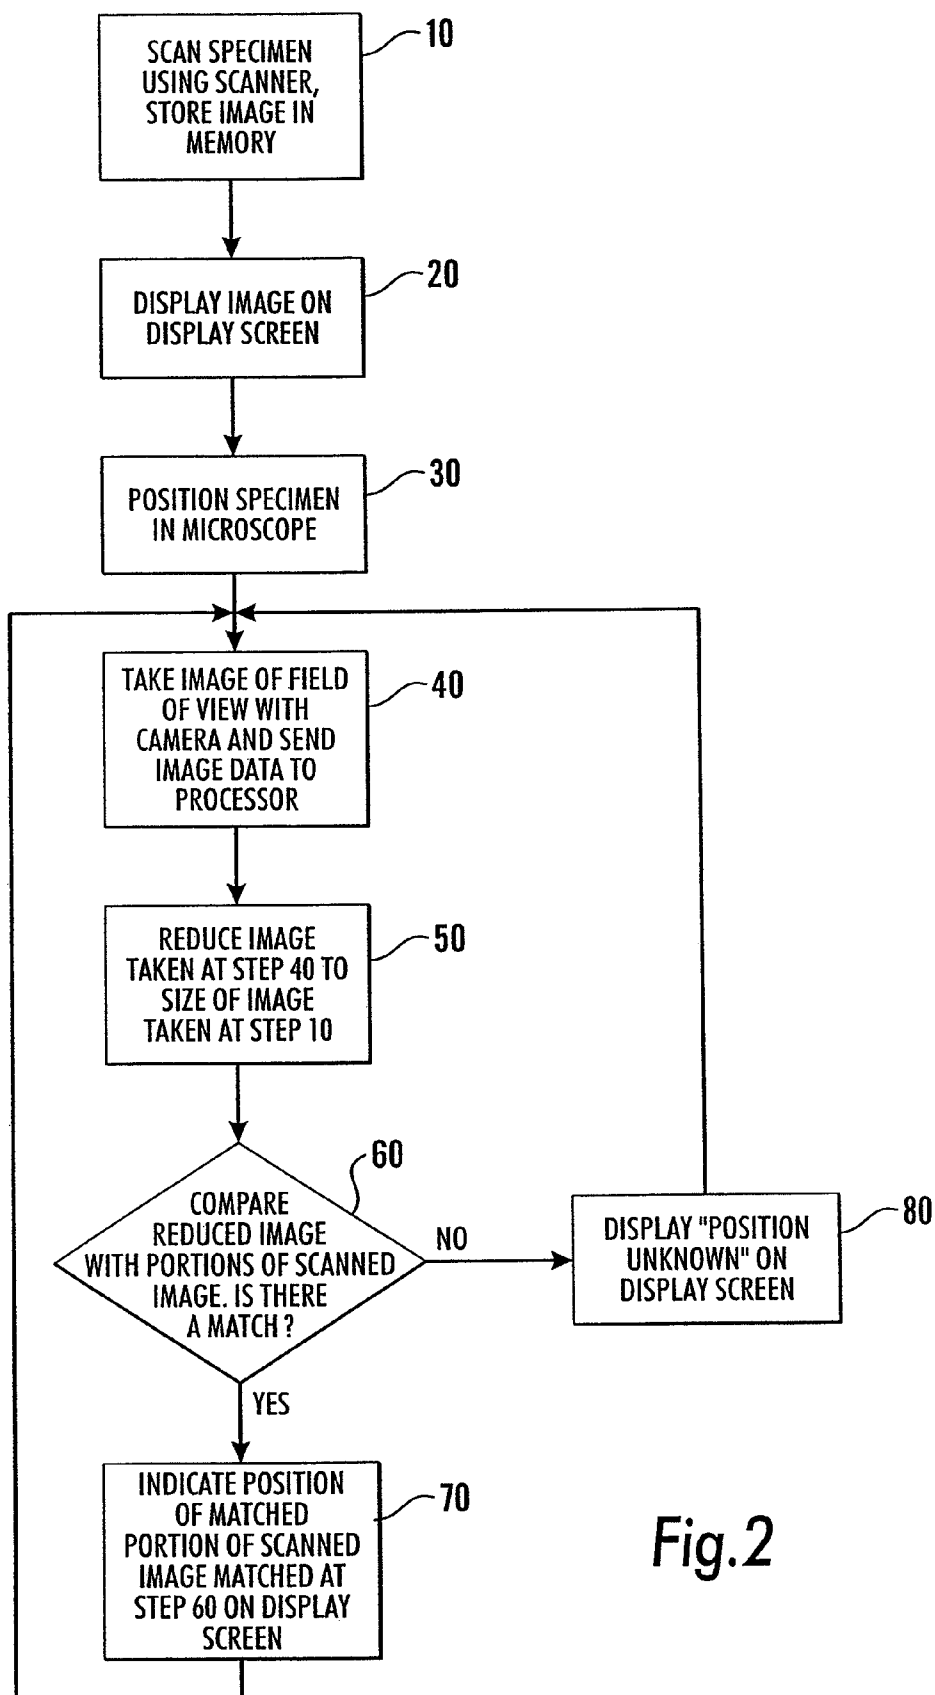 10
SCAN SPECIMEN
USING SCANNER,
STORE IMAGE IN
MEMORY
20
DISPLAY IMAGE ON
DISPLAY SCREEN
30
POSITION SPECIMEN
IN MICROSCOPE
40
TAKE IMAGE OF FIELD
OF VIEW WITH
CAMERA AND SEND
IMAGE DATA TO
PROCESSOR
50
REDUCE IMAGE
TAKEN AT STEP 40 TO
SIZE OF IMAGE
TAKEN AT STEP 10
60
COMPARE
REDUCED IMAGE
WITH PORTIONS OF SCANNED
IMAGE. IS THERE
A MATCH ?
NO
80
DISPLAY "POSITION
UNKNOWN" ON
DISPLAY SCREEN
YES
70
INDICATE POSITION
OF MATCHED
PORTION OF SCANNED
IMAGE MATCHED AT
STEP 60 ON DISPLAY
SCREEN
Fig.2